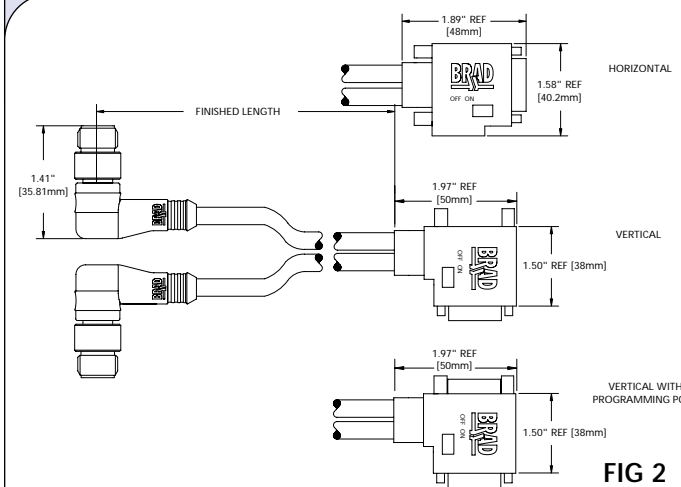 1.89" REF
[48mm]
BRAD
OFF ON
1.58" REF
[40.2mm]
HORIZONTAL
FINISHED LENGTH
1.41"
[35.81mm]
BRAD
1.97" REF
[50mm]
BRAD
OFF ON
1.50" REF [38mm]
VERTICAL
BRAD
1.97" REF
[50mm]
BRAD
OFF ON
1.50" REF [38mm]
VERTICAL WITH
PROGRAMMING
FIG 2